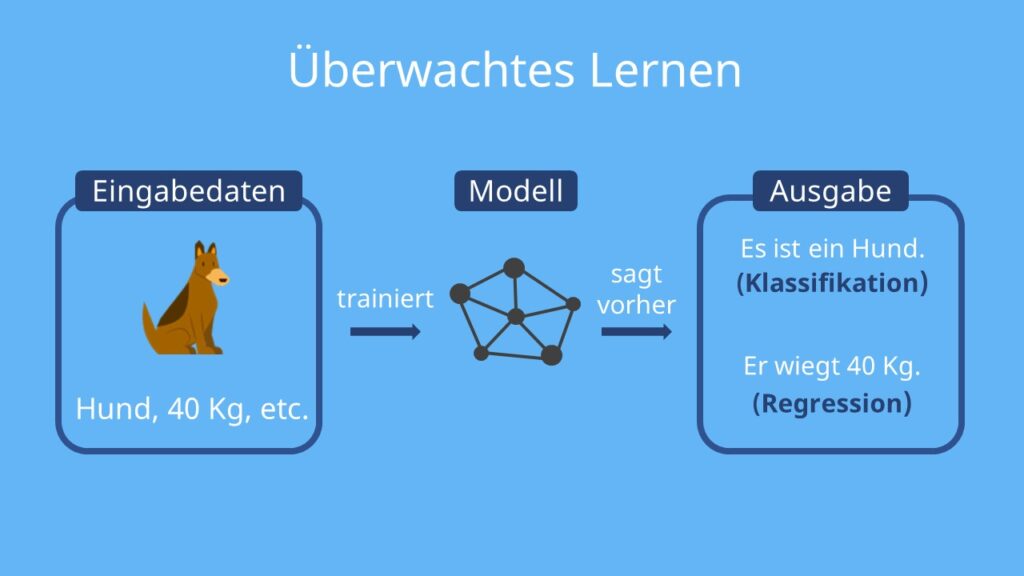 Überwachtes Lernen
Eingabedaten
Hund, 40 Kg, etc.
trainiert
Modell
sagt
vorher
Ausgabe
Es ist ein Hund.
(Klassifikation)
Er wiegt 40 Kg.
(Regression)